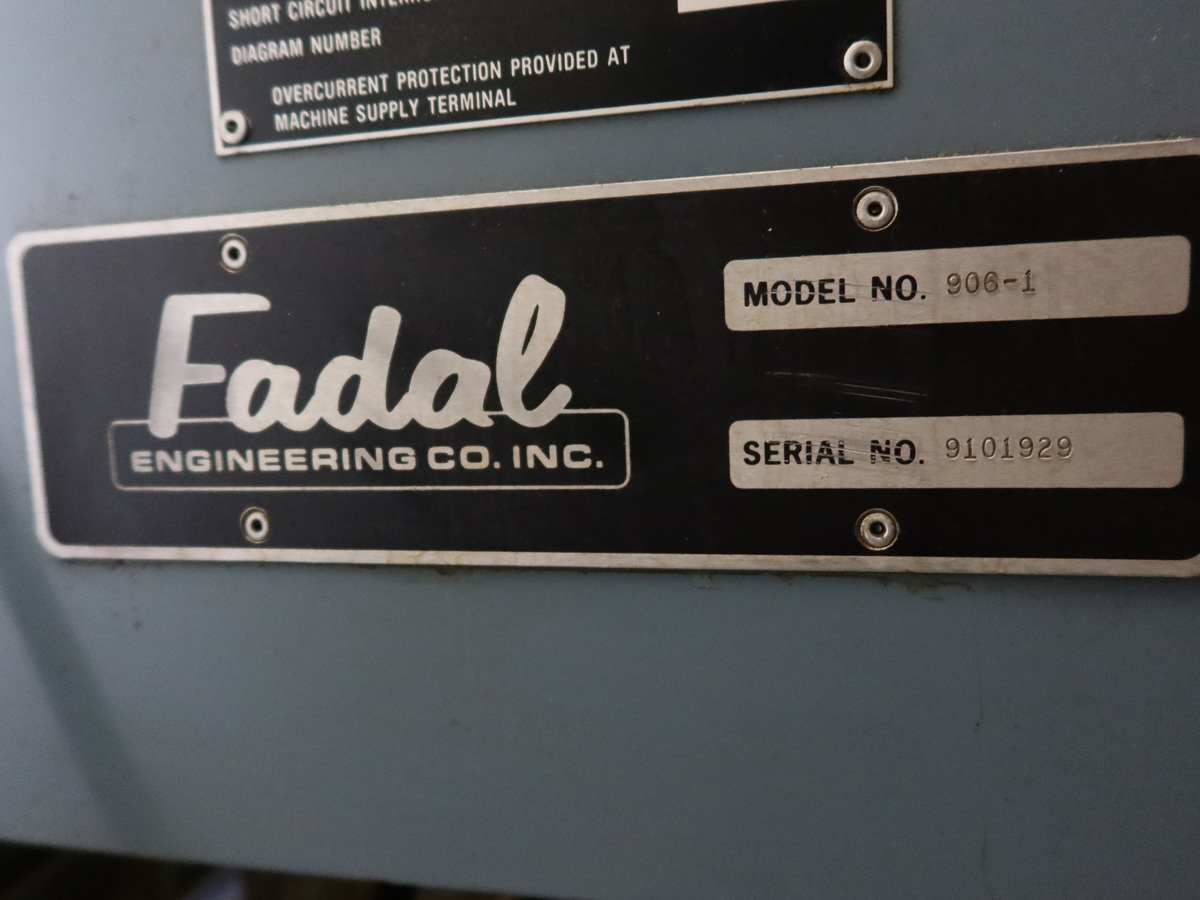 SHORT CIRCUIT
DIAGRAM NUMBER
OVERCURRENT PROTECTION PROVIDED AT
MACHINE SUPPLY TERMINAL
Fadal
ENGINEERING CO. INC.
MODEL NO. 906-1
SERIAL NO. 9101929